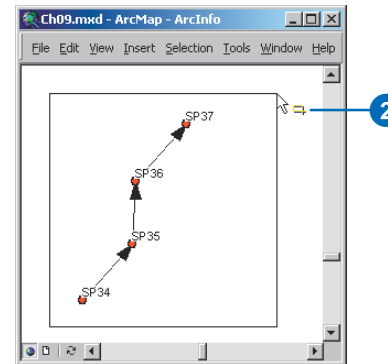 Ch09.mxd - ArcMap - ArcInfo
File Edit View Insert Selection Tools Window Help
SP37
2
SP36
SP35
SP34